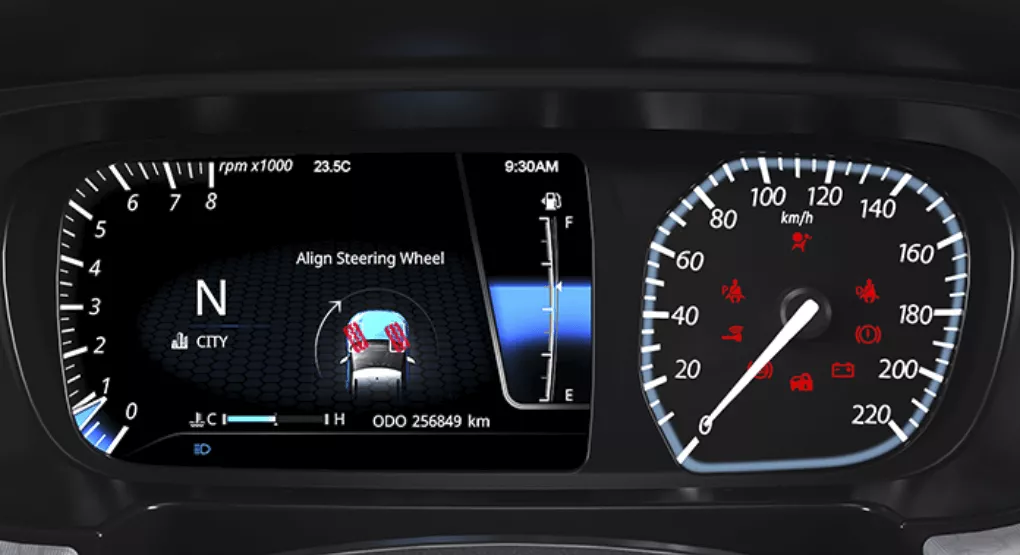 rpm x1000 23.5C 9:30AM
0 1 2 3 4 5 6 7 8
Align Steering Wheel
N
CITY
C H
ODO 256849 km
F
E
0 20 40 60 80 100 120 140 160 180 200 220
km/h